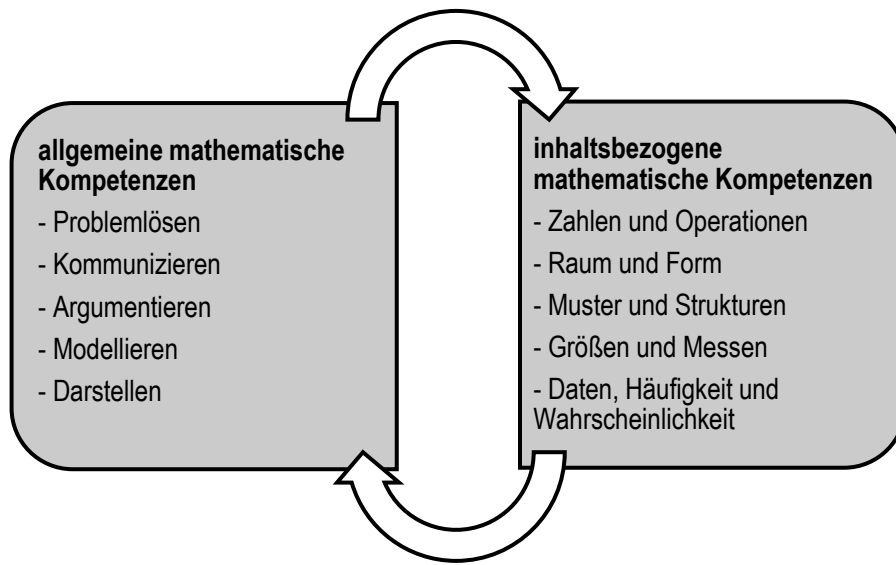 allgemeine mathematische
Kompetenzen
- Problemlösen
- Kommunizieren
- Argumentieren
- Modellieren
- Darstellen
inhaltsbezogene
mathematische Kompetenzen
- Zahlen und Operationen
- Raum und Form
- Muster und Strukturen
- Größen und Messen
- Daten, Häufigkeit und
Wahrscheinlichkeit